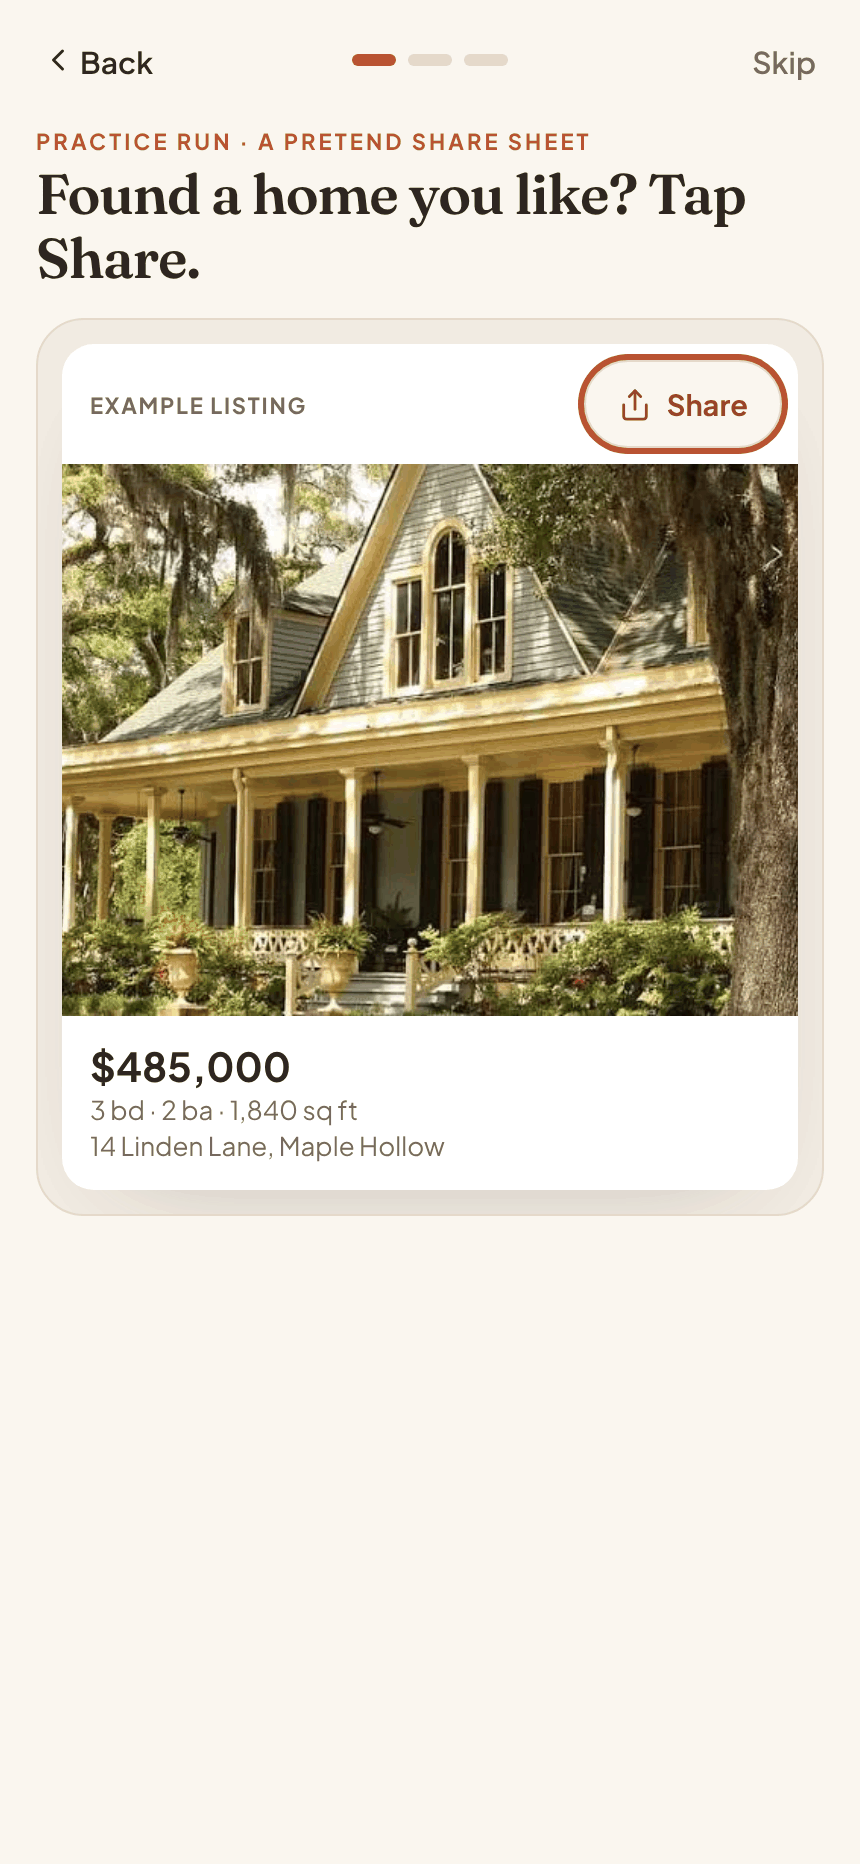 Back
Skip
PRACTICE RUN · A PRETEND SHARE SHEET
Found a home you like? Tap
Share.
EXAMPLE LISTING
Share
$485,000
3 bd · 2 ba · 1,840 sq ft
14 Linden Lane, Maple Hollow